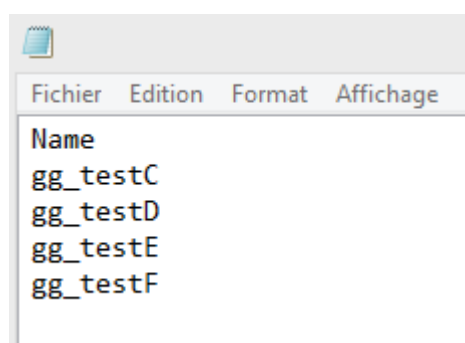 Fichier Edition Format Affichage
Name
gg_testC
gg_testD
gg_testE
gg_testF